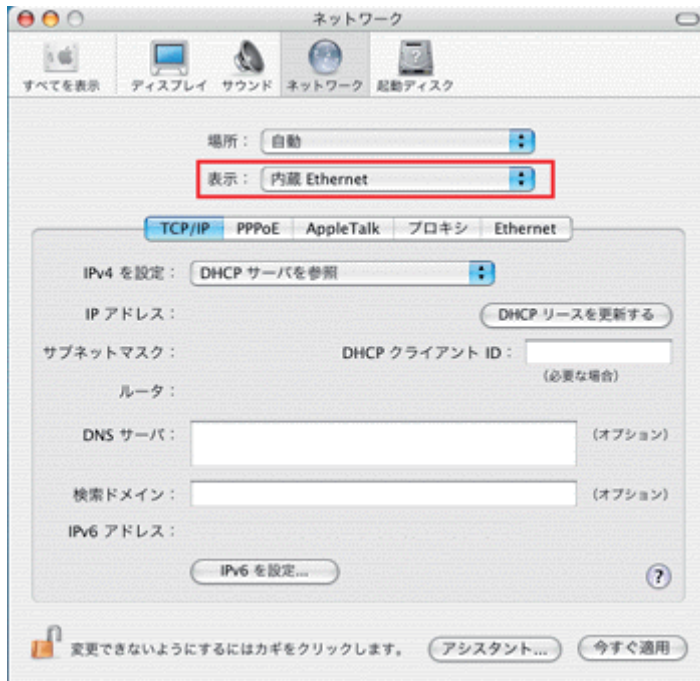 ネットワーク
すべてを表示 ディスプレイ サウンド ネットワーク 起動ディスク
場所： 自動
表示： 内蔵 Ethernet
TCP/IP PPPoE AppleTalk プロキシ Ethernet
IPv4 を設定： DHCP サーバを参照
IP アドレス： DHCP リースを更新する
サブネットマスク： DHCP クライアント ID：
（必要な場合）
ルータ：
DNS サーバ： （オプション）
検索ドメイン： （オプション）
IPv6 アドレス：
IPv6 を設定... ?
変更できないようにするにはカギをクリックします。 アシスタント... 今すぐ適用